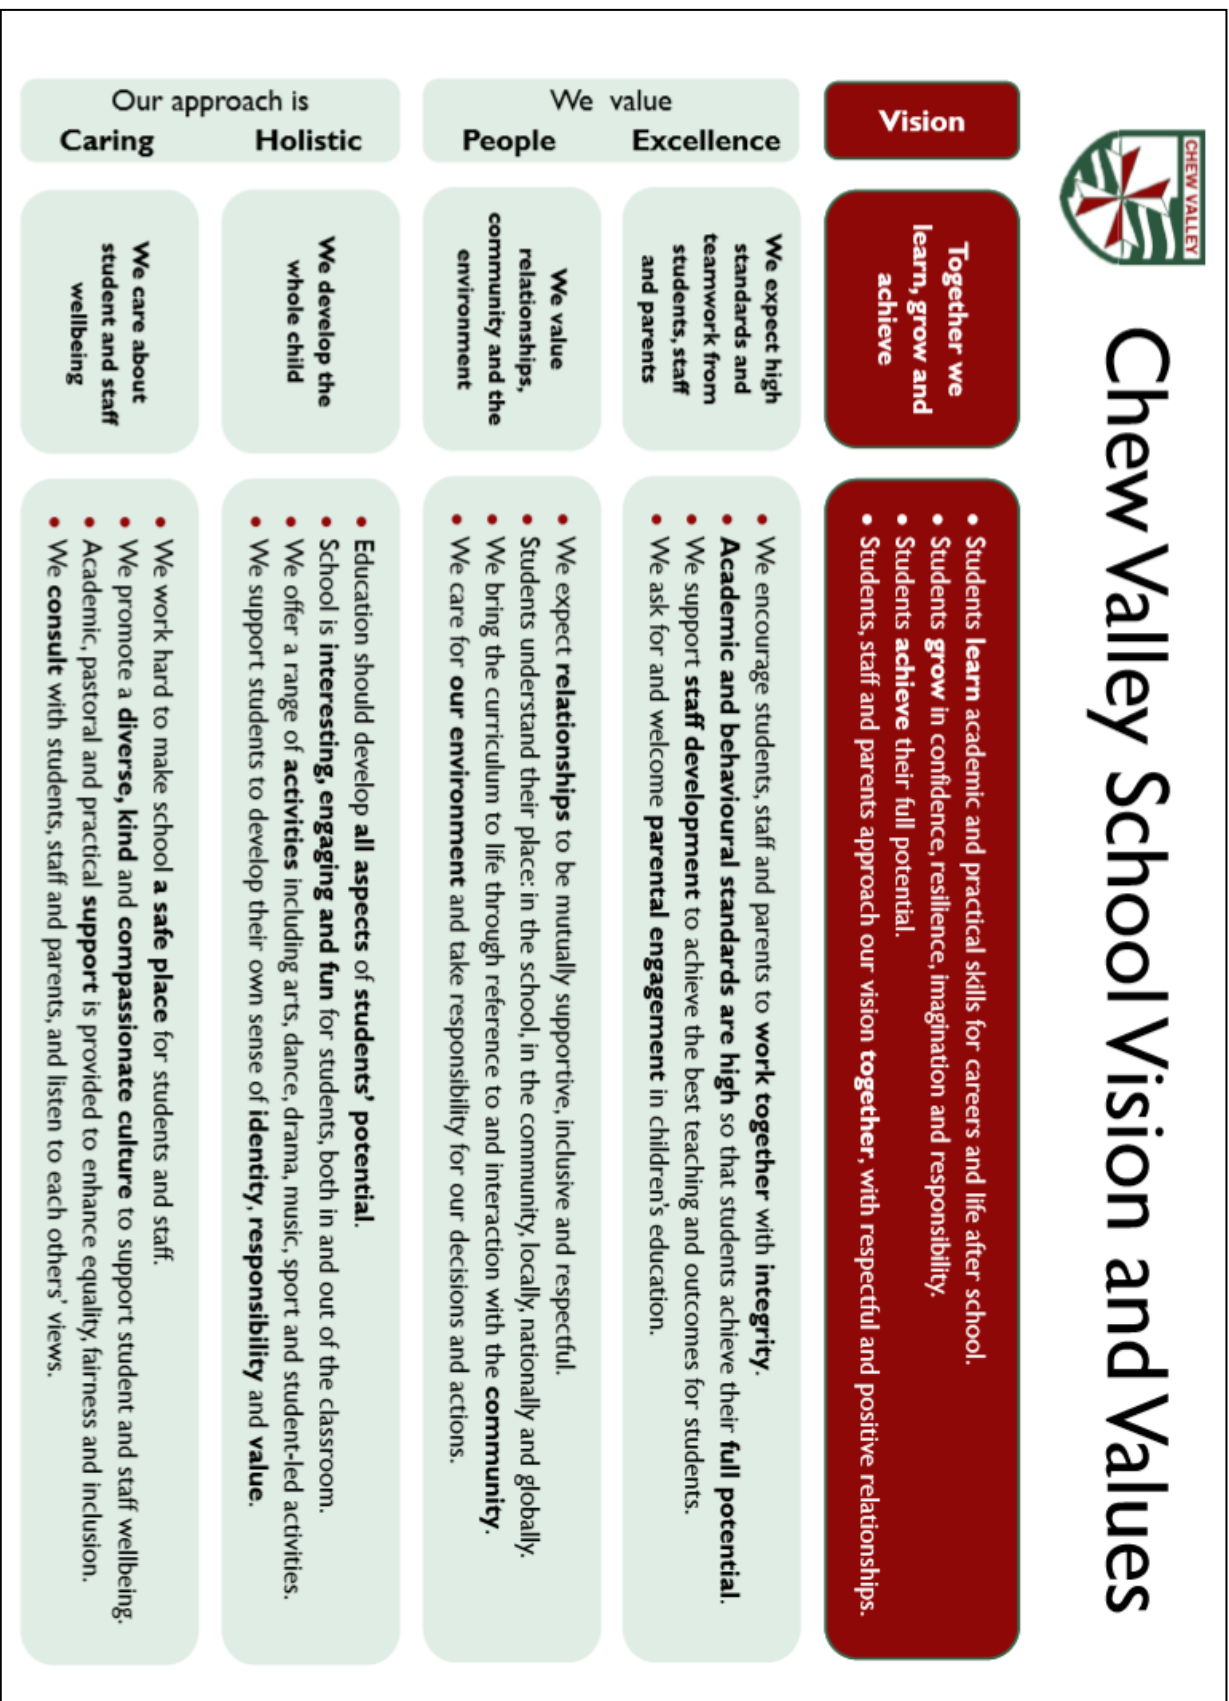 CHEW VALLEY
Chew Valley School Vision and Values
Vision
Together we
learn, grow and
achieve
• Students learn academic and practical skills for careers and life after school.
• Students grow in confidence, resilience, imagination and responsibility.
• Students achieve their full potential.
• Students, staff and parents approach our vision together, with respectful and positive relationships.
We value
Excellence
We expect high
standards and
teamwork from
students, staff
and parents
• We encourage students, staff and parents to work together with integrity.
• Academic and behavioural standards are high so that students achieve their full potential.
• We support staff development to achieve the best teaching and outcomes for students.
• We ask for and welcome parental engagement in children's education.
People
We value
relationships,
community and the
environment
• We expect relationships to be mutually supportive, inclusive and respectful.
• Students understand their place: in the school, in the community, locally, nationally and globally.
• We bring the curriculum to life through reference to and interaction with the community.
• We care for our environment and take responsibility for our decisions and actions.
Our approach is
Holistic
We develop the
whole child
• Education should develop all aspects of students' potential.
• School is interesting, engaging and fun for students, both in and out of the classroom.
• We offer a range of activities including arts, dance, drama, music, sport and student-led activities.
• We support students to develop their own sense of identity, responsibility and value.
Caring
We care about
student and staff
wellbeing
• We work hard to make school a safe place for students and staff.
• We promote a diverse, kind and compassionate culture to support student and staff wellbeing.
• Academic, pastoral and practical support is provided to enhance equality, fairness and inclusion.
• We consult with students, staff and parents, and listen to each others' views.